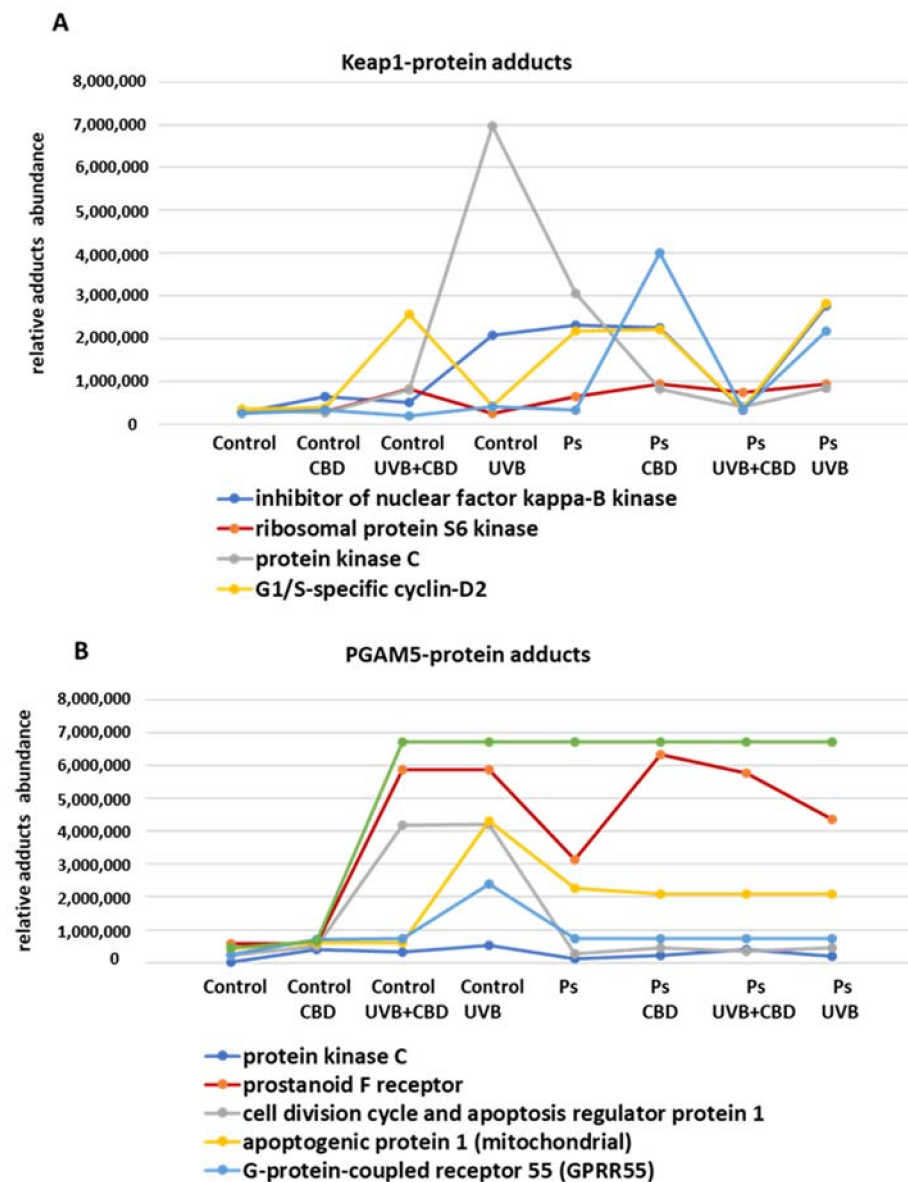 A
Keap1-protein adducts
relative adducts abundance
8,000,000
7,000,000
6,000,000
5,000,000
4,000,000
3,000,000
2,000,000
1,000,000
0
Control
Control
CBD
Control
UVB+CBD
Control
UVB
Ps
Ps
CBD
Ps
UVB+CBD
Ps
UVB
inhibitor of nuclear factor kappa-B kinase
ribosomal protein S6 kinase
protein kinase C
G1/S-specific cyclin-D2
B
PGAM5-protein adducts
relative adducts abundance
8,000,000
7,000,000
6,000,000
5,000,000
4,000,000
3,000,000
2,000,000
1,000,000
0
Control
Control
CBD
Control
UVB+CBD
Control
UVB
Ps
Ps
CBD
Ps
UVB+CBD
Ps
UVB
protein kinase C
prostanoid F receptor
cell division cycle and apoptosis regulator protein 1
apoptogenic protein 1 (mitochondrial)
G-protein-coupled receptor 55 (GPRR55)